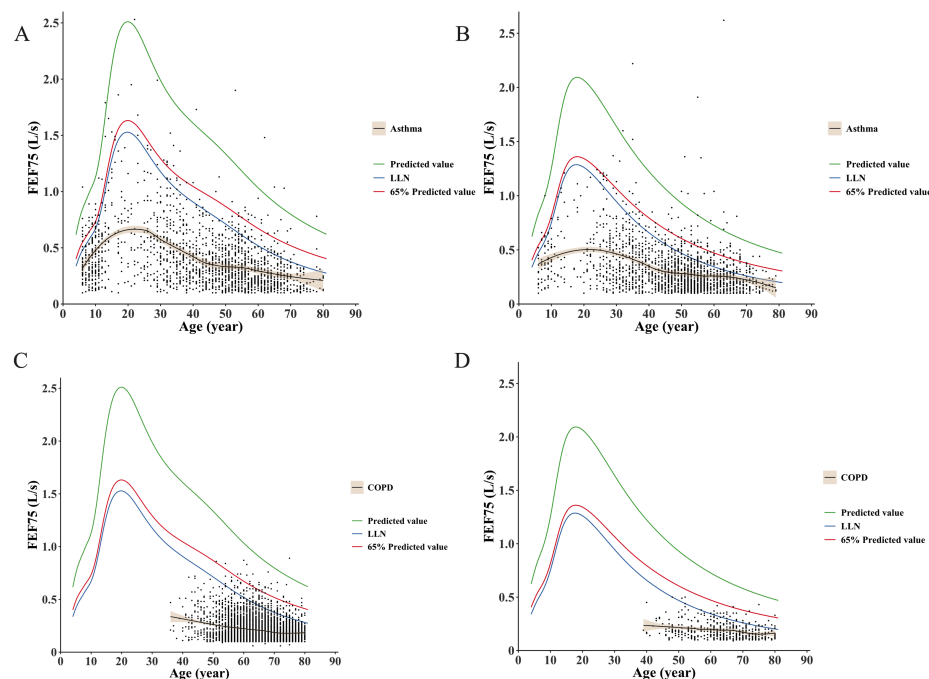 A
FEF75 (L/s)
2.5
2.0
1.5
1.0
0.5
0
0 10 20 30 40 50 60 70 80 90
Age (year)
Asthma
Predicted value
LLN
65% Predicted value
B
FEF75 (L/s)
2.5
2.0
1.5
1.0
0.5
0
0 10 20 30 40 50 60 70 80 90
Age (year)
Asthma
Predicted value
LLN
65% Predicted value
C
FEF75 (L/s)
2.5
2.0
1.5
1.0
0.5
0
0 10 20 30 40 50 60 70 80 90
Age (year)
COPD
Predicted value
LLN
65% Predicted value
D
FEF75 (L/s)
2.5
2.0
1.5
1.0
0.5
0
0 10 20 30 40 50 60 70 80 90
Age (year)
COPD
Predicted value
LLN
65% Predicted value